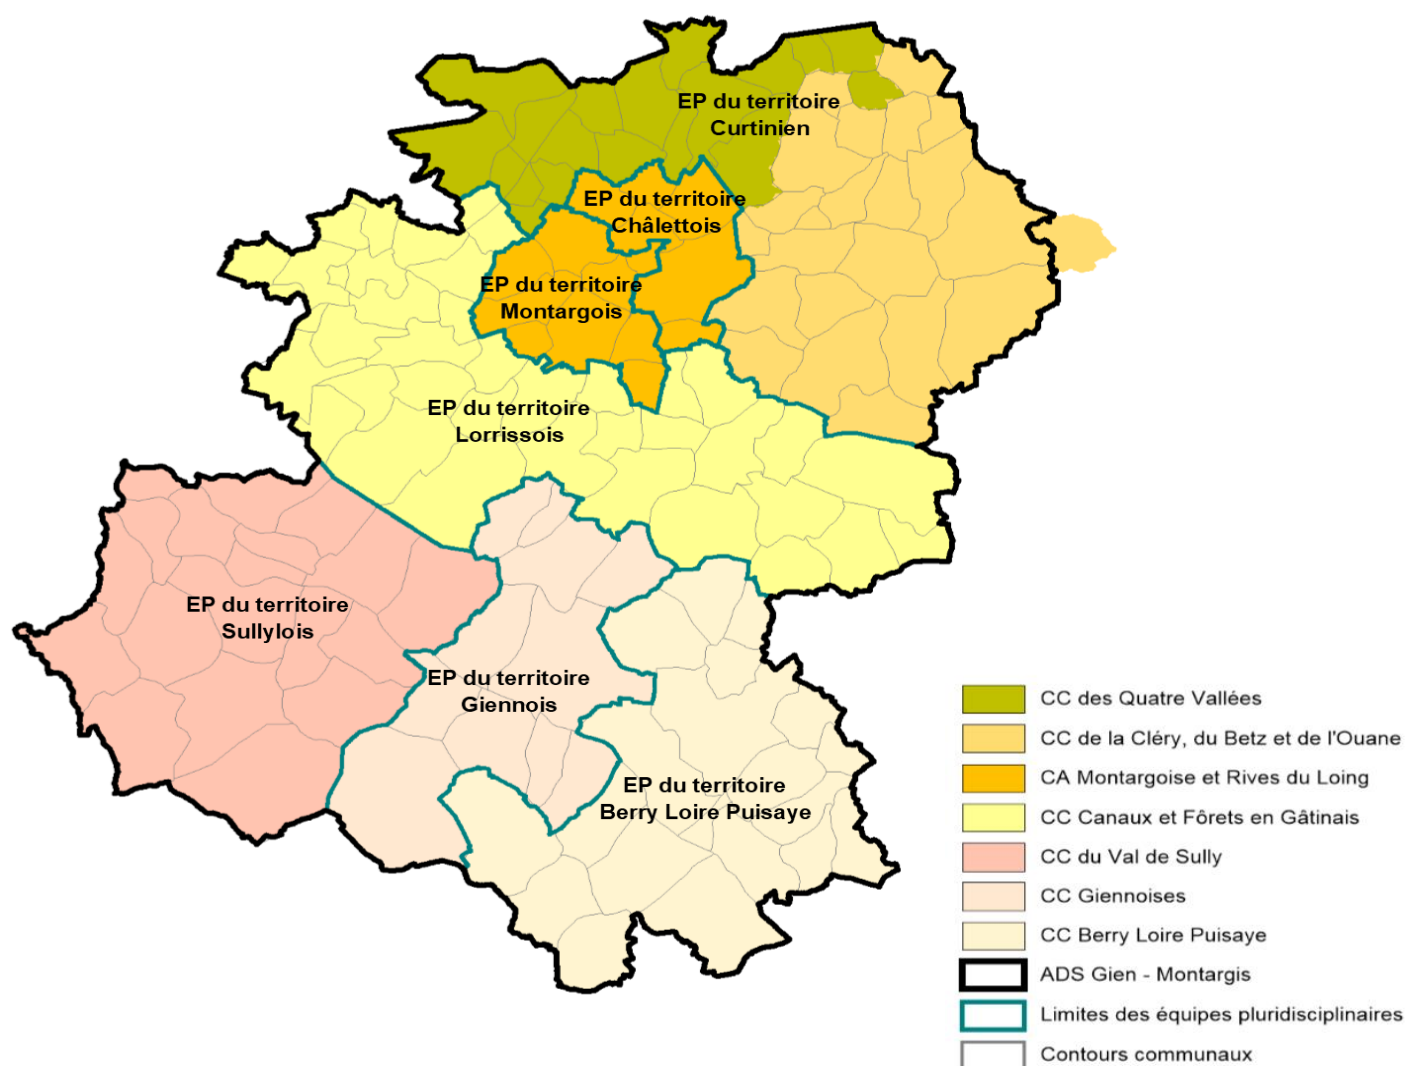 EP du territoire
Curtinien
EP du territoire
Châlettois
EP du territoire
Montargois
EP du territoire
Lorrissois
EP du territoire
Sullylois
EP du territoire
Giennois
EP du territoire
Berry Loire Puisaye
CC des Quatre Vallées
CC de la Cléry, du Betz et de l'Ouane
CA Montargoise et Rives du Loing
CC Canaux et Fôrets en Gâtinais
CC du Val de Sully
CC Giennoises
CC Berry Loire Puisaye
ADS Gien - Montargis
Limites des équipes pluridisciplinaires
Contours communaux